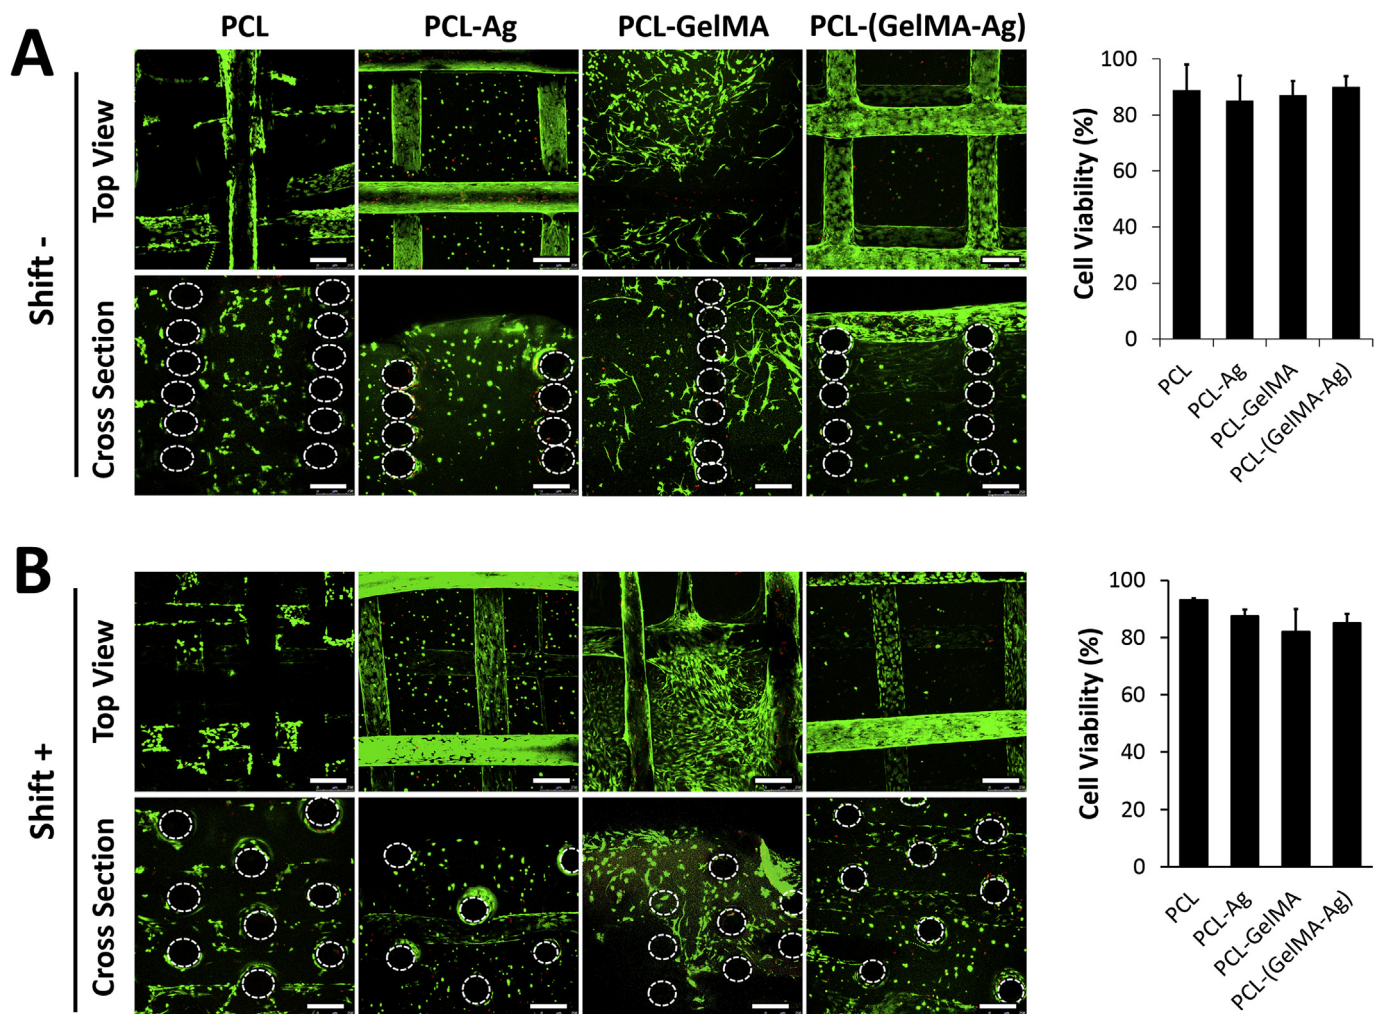 A
PCL
PCL-Ag
PCL-GelMA
PCL-(GelMA-Ag)
Shift -
Top View
Cross Section
Cell Viability (%)
100
80
60
40
20
0
PCL
PCL-Ag
PCL-GelMA
PCL-(GelMA-Ag)
B
Shift +
Top View
Cross Section
Cell Viability (%)
100
80
60
40
20
0
PCL
PCL-Ag
PCL-GelMA
PCL-(GelMA-Ag)